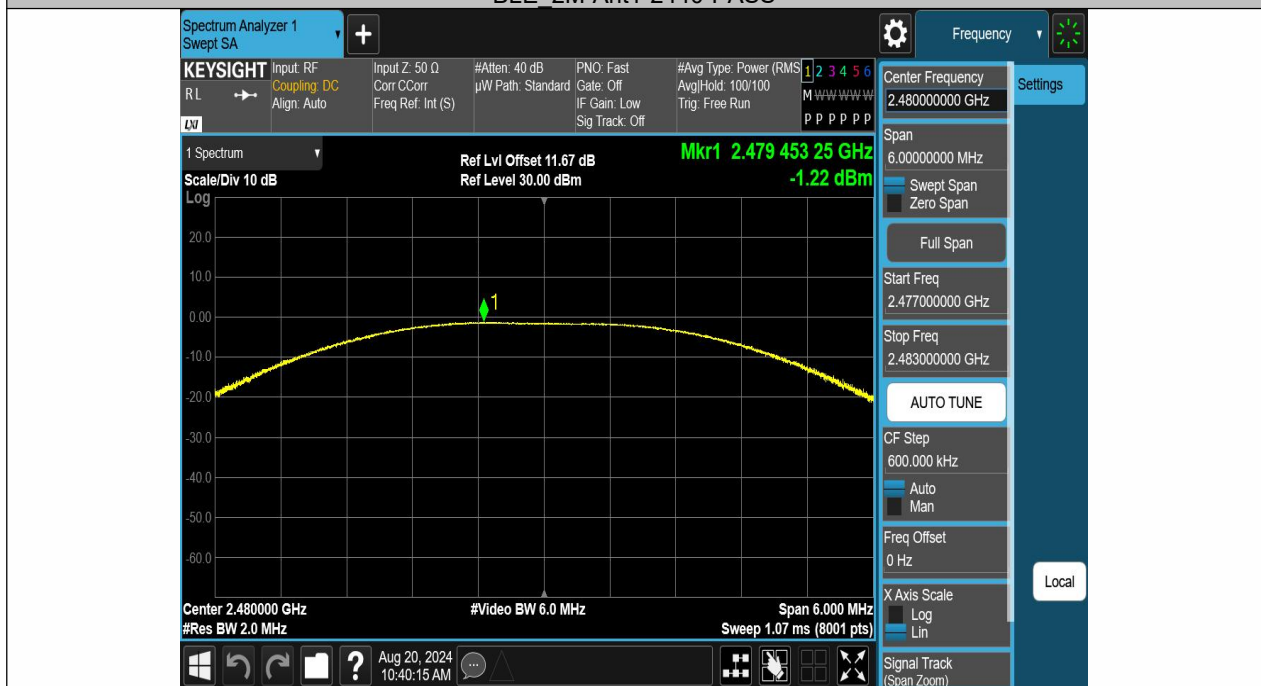 Spectrum Analyzer 1
Swept SA
+
Frequency
KEYSIGHT
RL
LXI
Input: RF
Coupling: DC
Align: Auto
Input Z: 50 Ω
Corr CCorr
Freq Ref: Int (S)
#Atten: 40 dB
µW Path: Standard
PNO: Fast
Gate: Off
IF Gain: Low
Sig Track: Off
#Avg Type: Power (RMS
Avg|Hold: 100/100
Trig: Free Run
1 2 3 4 5 6
M W W W W W
P P P P P P
1 Spectrum
Scale/Div 10 dB
Ref Lvl Offset 11.67 dB
Ref Level 30.00 dBm
Mkr1 2.479 453 25 GHz
-1.22 dBm
Log
20.0
10.0
0.00
-10.0
-20.0
-30.0
-40.0
-50.0
-60.0
1
Center 2.480000 GHz
#Res BW 2.0 MHz
#Video BW 6.0 MHz
Span 6.000 MHz
Sweep 1.07 ms (8001 pts)
?
Aug 20, 2024
10:40:15 AM
Center Frequency
2.480000000 GHz
Span
6.00000000 MHz
Swept Span
Zero Span
Full Span
Start Freq
2.477000000 GHz
Stop Freq
2.483000000 GHz
AUTO TUNE
CF Step
600.000 kHz
Auto
Man
Freq Offset
0 Hz
X Axis Scale
Log
Lin
Signal Track
(Span Zoom)
Settings
Local